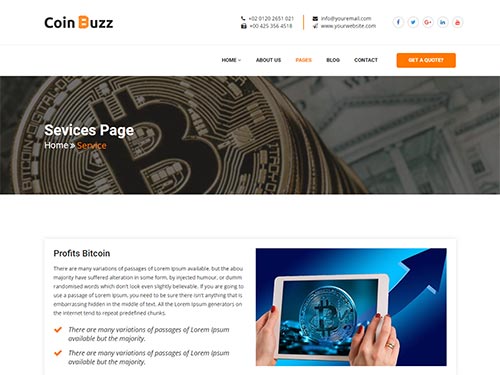 Coin Buzz
+02 0120 2651 021
info@youremail.com
+00 425 356 4518
www.yourwebsite.com
HOME
ABOUT US
PAGES
BLOG
CONTACT
GET A QUOTE?
Sevices Page
Home » Service
Profits Bitcoin
There are many variations of passages of Lorem Ipsum available, but the abou
majority have suffered alteration in some form, by injected humour, or dumm
randomised words which don't look even slightly believable. If you are going to
use a passage of Lorem Ipsum, you need to be sure there isn't anything that is
embarrassing hidden in the middle of text. All the Lorem Ipsum generators on
the Internet tend to repeat predefined chunks.
There are many variations of passages of Lorem Ipsum
available but the majority.
There are many variations of passages of Lorem Ipsum
available but the majority.